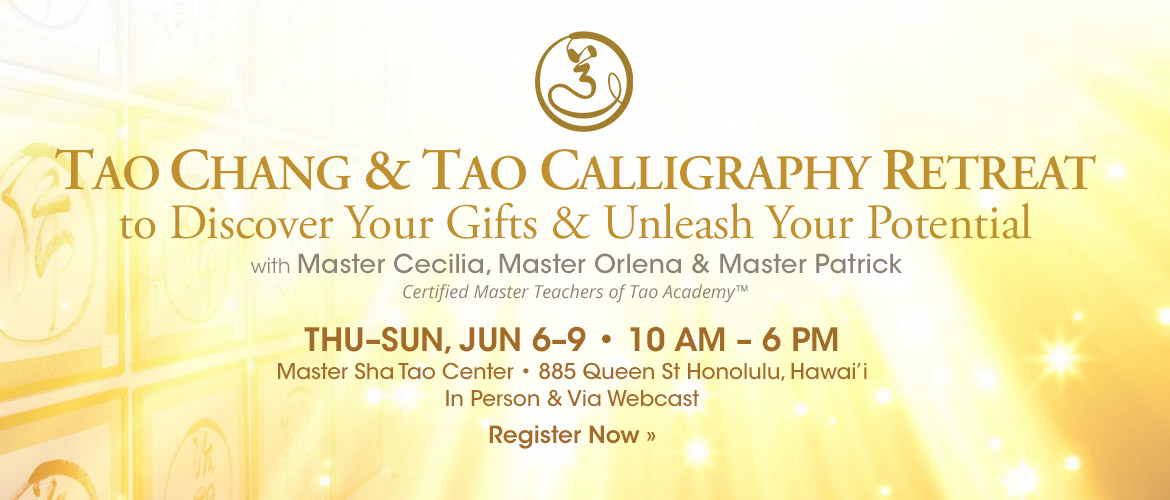 Tao Chang & Tao Calligraphy Retreat
to Discover Your Gifts & Unleash Your Potential
with Master Cecilia, Master Orlena & Master Patrick
Certified Master Teachers of Tao Academy™
THU–SUN, JUN 6–9 • 10 AM – 6 PM
Master Sha Tao Center • 885 Queen St Honolulu, Hawai‘i
In Person & Via Webcast
Register Now »